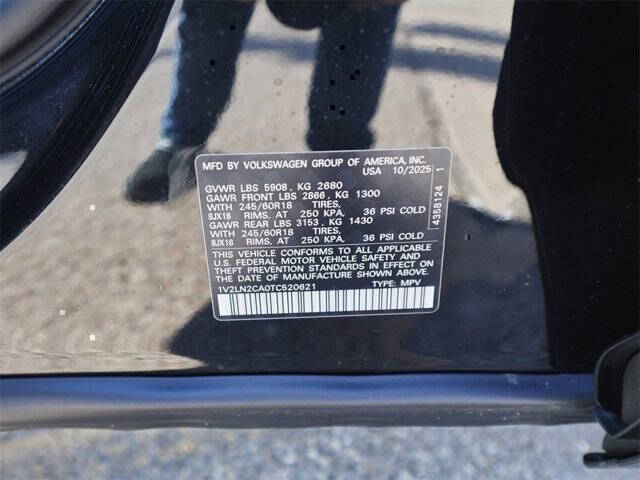 MFD BY VOLKSWAGEN GROUP OF AMERICA, INC.
USA 10/2025
GVWR LBS 5908, KG 2680
GAWR FRONT LBS 2866, KG 1300
WITH 245/60R18 TIRES,
8JX18 RIMS, AT 250 KPA, 36 PSI COLD
GAWR REAR LBS 3153, KG 1430
WITH 245/60R18 TIRES,
8JX18 RIMS, AT 250 KPA, 36 PSI COLD
THIS VEHICLE CONFORMS TO ALL APPLICABLE
U.S. FEDERAL MOTOR VEHICLE SAFETY AND
THEFT PREVENTION STANDARDS IN EFFECT ON
THE DATE OF MANUFACTURE SHOWN ABOVE.
1V2LN2CA0TC520621 TYPE: MPV
4358124 1